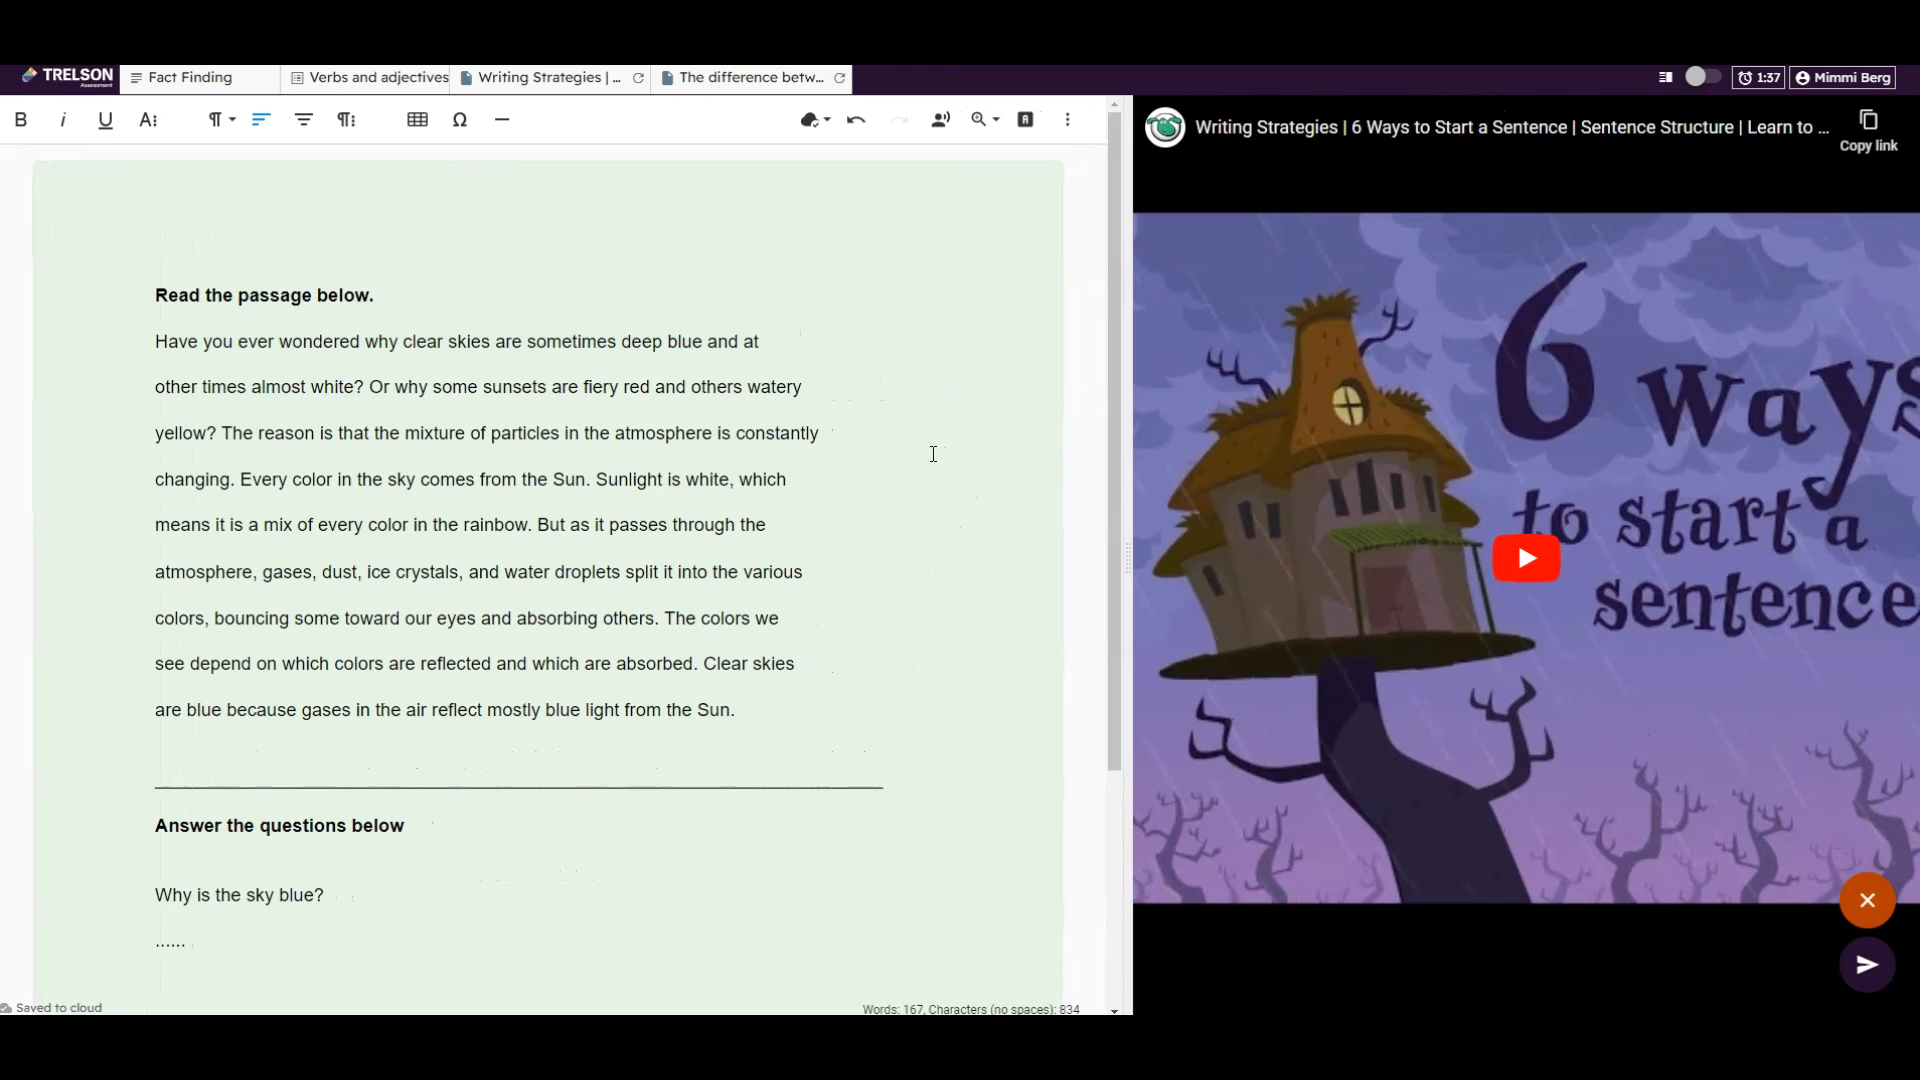 TRELSON
Assessment
Fact Finding
Verbs and adjectives
Writing Strategies | ...
The difference betw...
1:37
Mimmi Berg
Writing Strategies | 6 Ways to Start a Sentence | Sentence Structure | Learn to ...
Copy link
Read the passage below.
Have you ever wondered why clear skies are sometimes deep blue and at
other times almost white? Or why some sunsets are fiery red and others watery
yellow? The reason is that the mixture of particles in the atmosphere is constantly
changing. Every color in the sky comes from the Sun. Sunlight is white, which
means it is a mix of every color in the rainbow. But as it passes through the
atmosphere, gases, dust, ice crystals, and water droplets split it into the various
colors, bouncing some toward our eyes and absorbing others. The colors we
see depend on which colors are reflected and which are absorbed. Clear skies
are blue because gases in the air reflect mostly blue light from the Sun.
Answer the questions below
Why is the sky blue?
......
Saved to cloud
Words: 167, Characters (no spaces): 834
6 ways
to start a
sentence